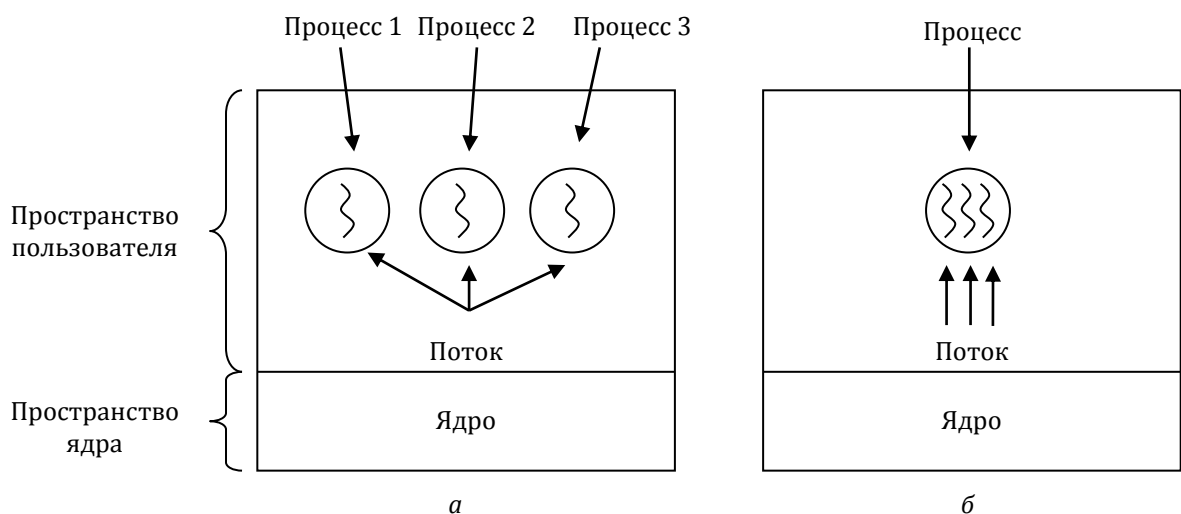 Процесс 1 Процесс 2 Процесс 3
Процесс
Пространство
пользователя
Поток
Поток
Пространство
ядра
Ядро
Ядро
а
б